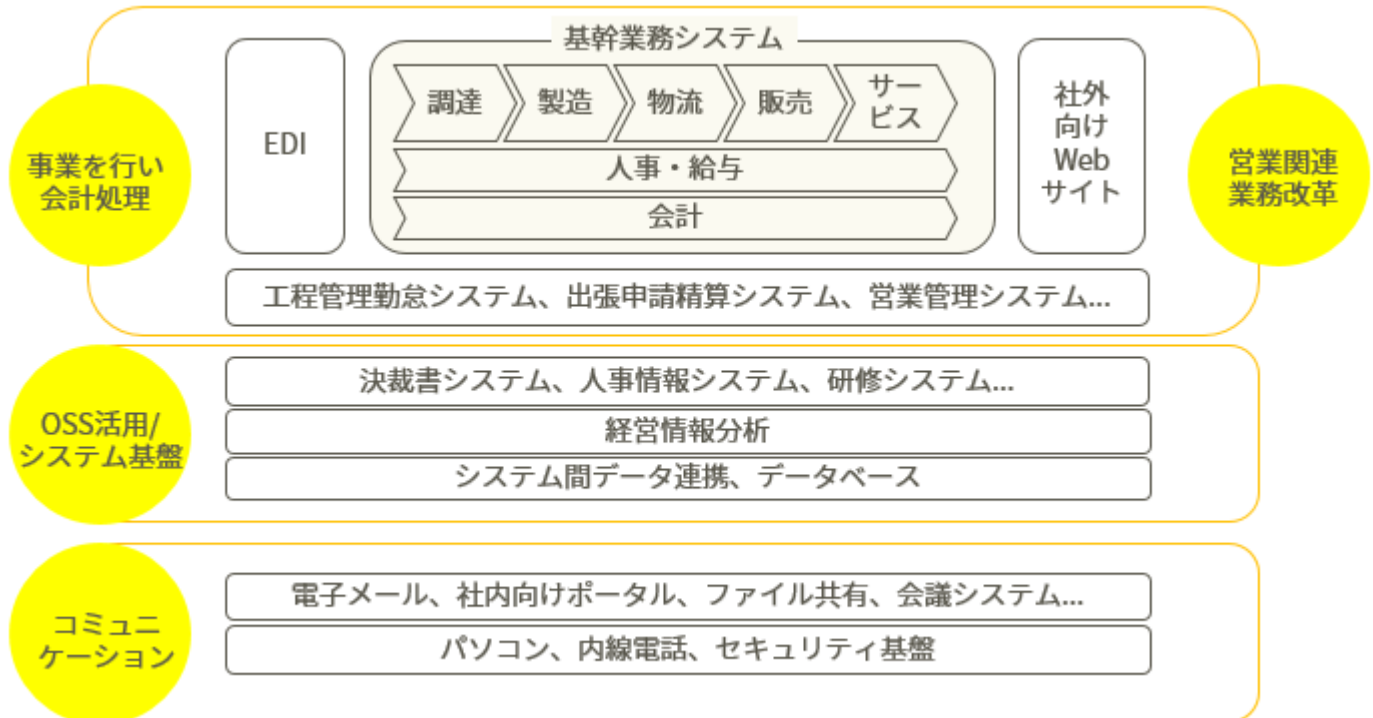 基幹業務システム
事業を行い
会計処理
EDI
調達
製造
物流
販売
サー
ビス
人事・給与
会計
社外
向け
Web
サイト
営業関連
業務改革
工程管理勤怠システム、出張申請精算システム、営業管理システム...
OSS活用/
システム基盤
決裁書システム、人事情報システム、研修システム...
経営情報分析
システム間データ連携、データベース
コミュニ
ケーション
電子メール、社内向けポータル、ファイル共有、会議システム...
パソコン、内線電話、セキュリティ基盤